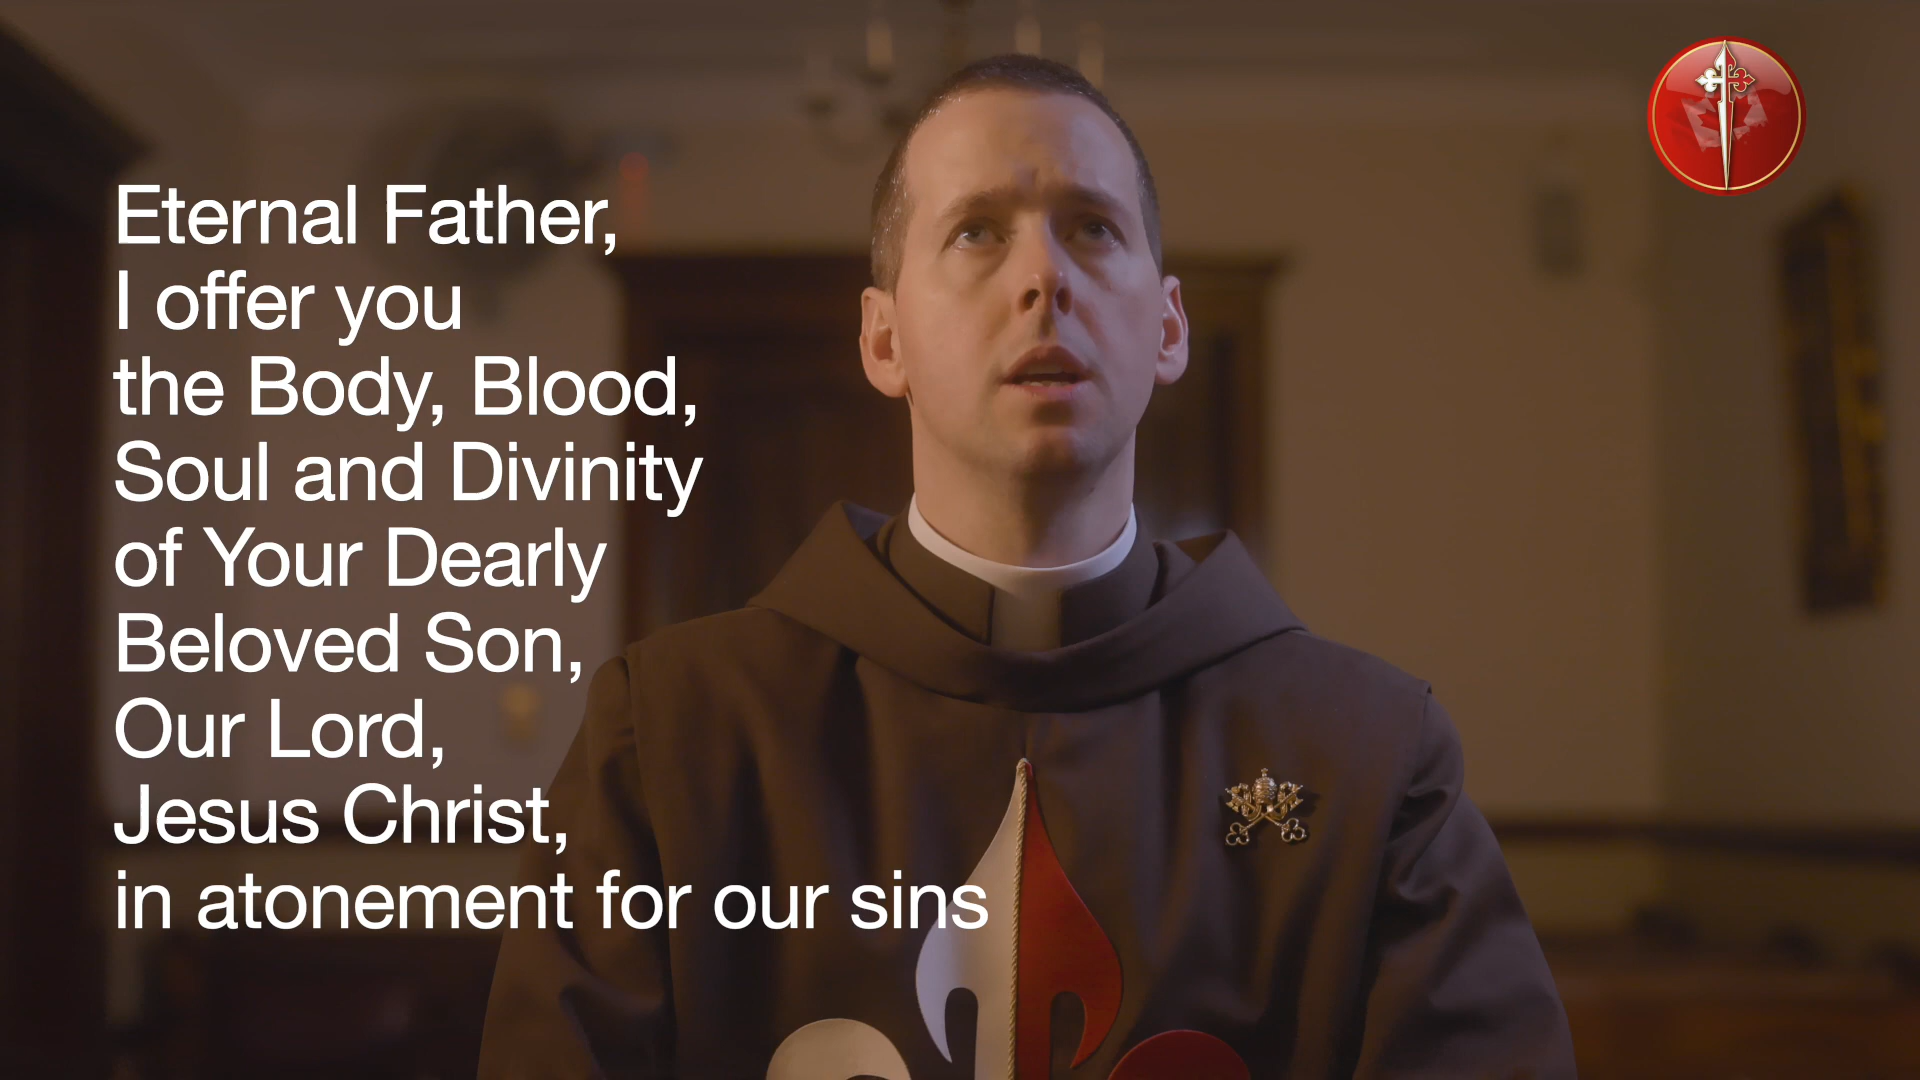 Eternal Father,
I offer you
the Body, Blood,
Soul and Divinity
of Your Dearly
Beloved Son,
Our Lord,
Jesus Christ,
in atonement for our sins